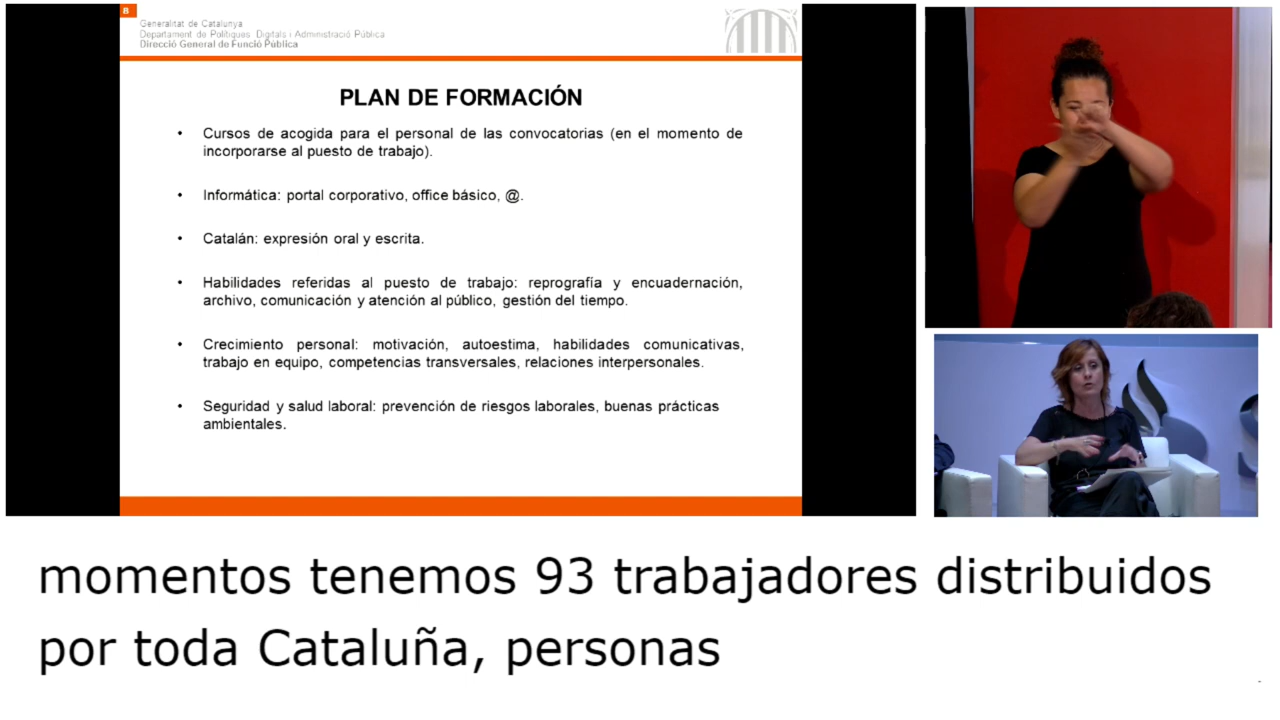 8
Generalitat de Catalunya
Departament de Polítiques Digitals i Administració Pública
Direcció General de Funció Pública
PLAN DE FORMACIÓN
• Cursos de acogida para el personal de las convocatorias (en el momento de
incorporarse al puesto de trabajo).
• Informática: portal corporativo, office básico, @.
• Catalán: expresión oral y escrita.
• Habilidades referidas al puesto de trabajo: reprografía y encuadernación,
archivo, comunicación y atención al público, gestión del tiempo.
• Crecimiento personal: motivación, autoestima, habilidades comunicativas,
trabajo en equipo, competencias transversales, relaciones interpersonales.
• Seguridad y salud laboral: prevención de riesgos laborales, buenas prácticas
ambientales.
momentos tenemos 93 trabajadores distribuidos
por toda Cataluña, personas